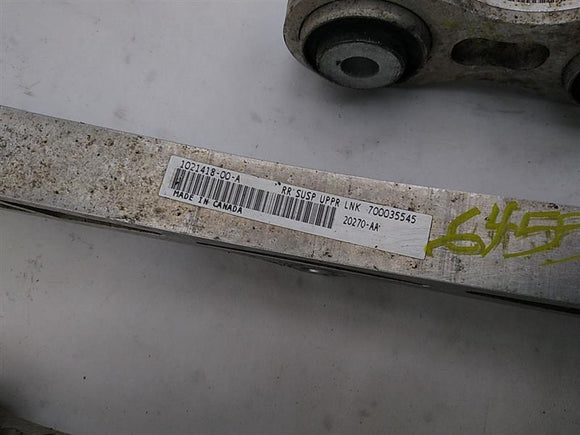 1021418-00-A
RR SUSP UPPR LNK 700035545
MADE IN CANADA
20270-AA